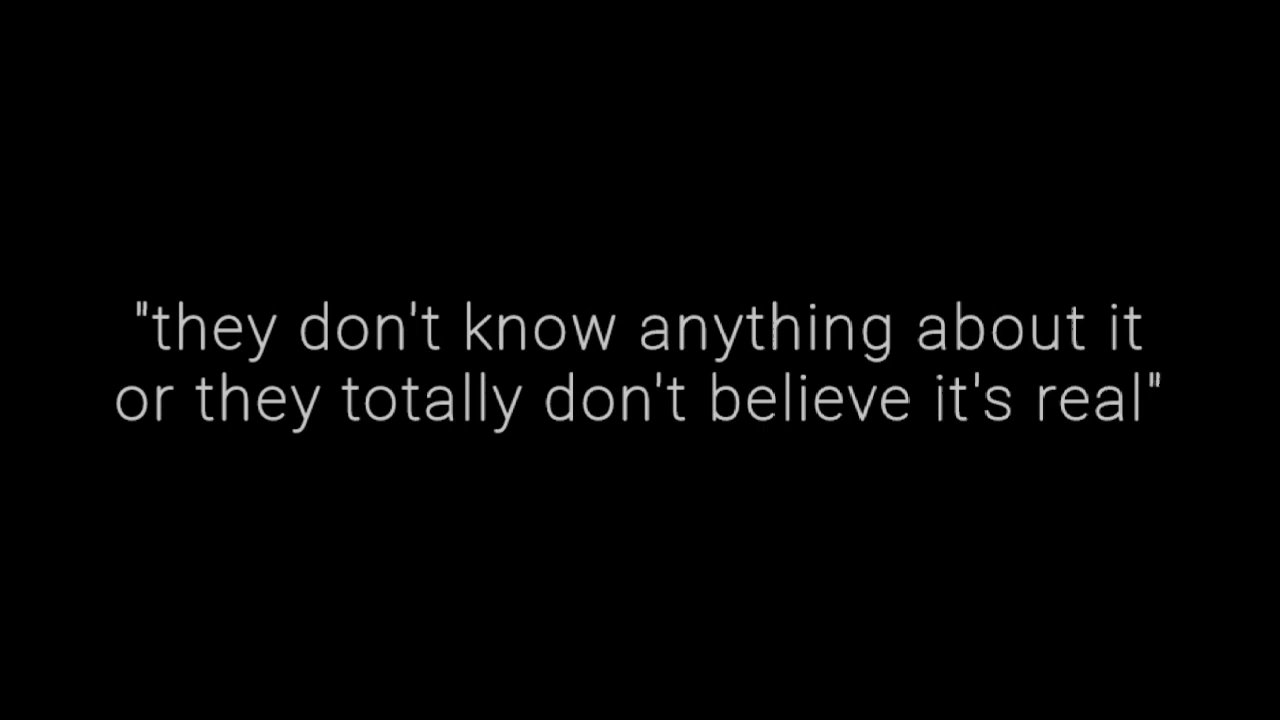 "they don't know anything about it
or they totally don't believe it's real"